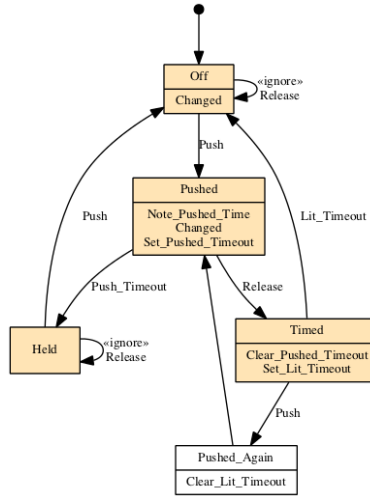 Off
Changed
«ignore»
Release
Push
Pushed
Note_Pushed_Time
Changed
Set_Pushed_Timeout
Push
Lit_Timeout
Push_Timeout
Release
Held
«ignore»
Release
Timed
Clear_Pushed_Timeout
Set_Lit_Timeout
Push
Pushed_Again
Clear_Lit_Timeout